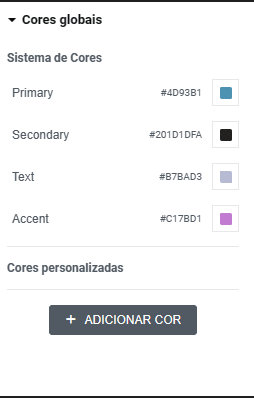 Cores globais
Sistema de Cores
Primary #4D93B1
Secondary #201D1DFA
Text #B7BAD3
Accent #C17BD1
Cores personalizadas
+ ADICIONAR COR